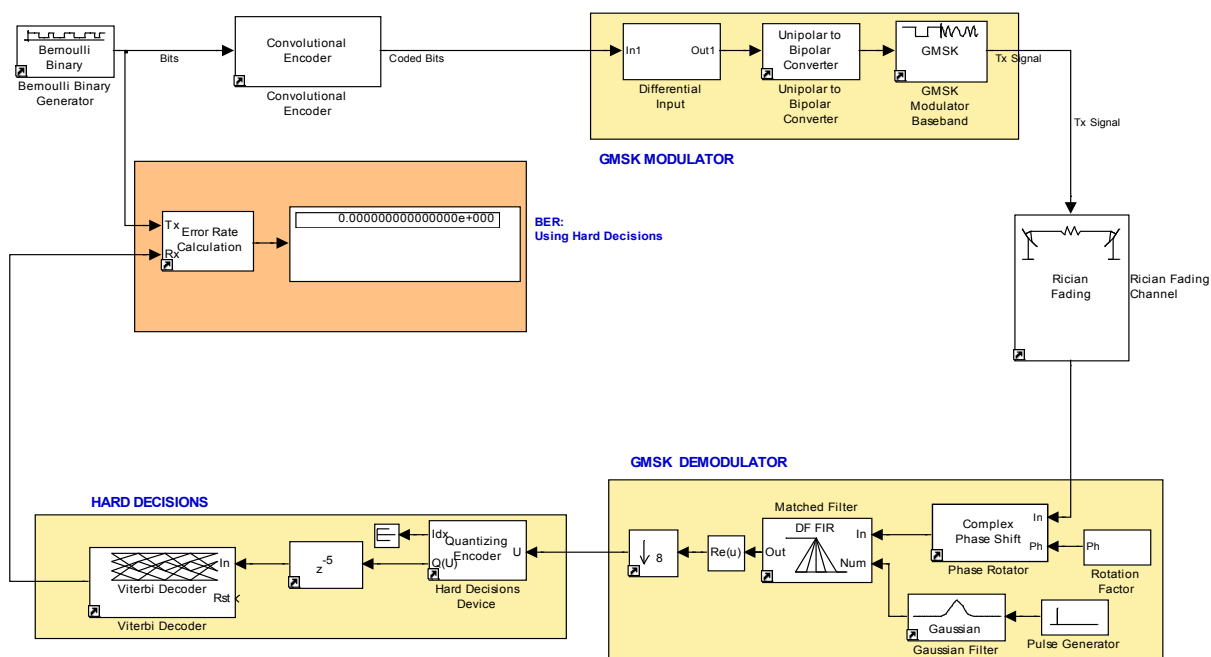 Bernoulli
Binary
Bernoulli Binary
Generator
Bits
Convolutional
Encoder
Convolutional
Encoder
Coded Bits
In1
Out1
Differential
Input
Unipolar to
Bipolar
Converter
Unipolar to
Bipolar
Converter
GMSK
GMSK
Modulator
Baseband
Tx Signal
GMSK MODULATOR
Tx Signal
Tx
Rx
Error Rate
Calculation
0.000000000000000e+000
BER:
Using Hard Decisions
Rician
Fading
Rician Fading
Channel
GMSK DEMODULATOR
In
Ph
Complex
Phase Shift
Phase Rotator
Ph
Rotation
Factor
Matched Filter
DF FIR
In
Num
Out
Gaussian
Gaussian Filter
Pulse Generator
Re(u)
8
HARD DECISIONS
Idx
Q(U)
Quantizing
Encoder
U
Hard Decisions
Device
z-5
In
Rst
Viterbi Decoder
Viterbi Decoder